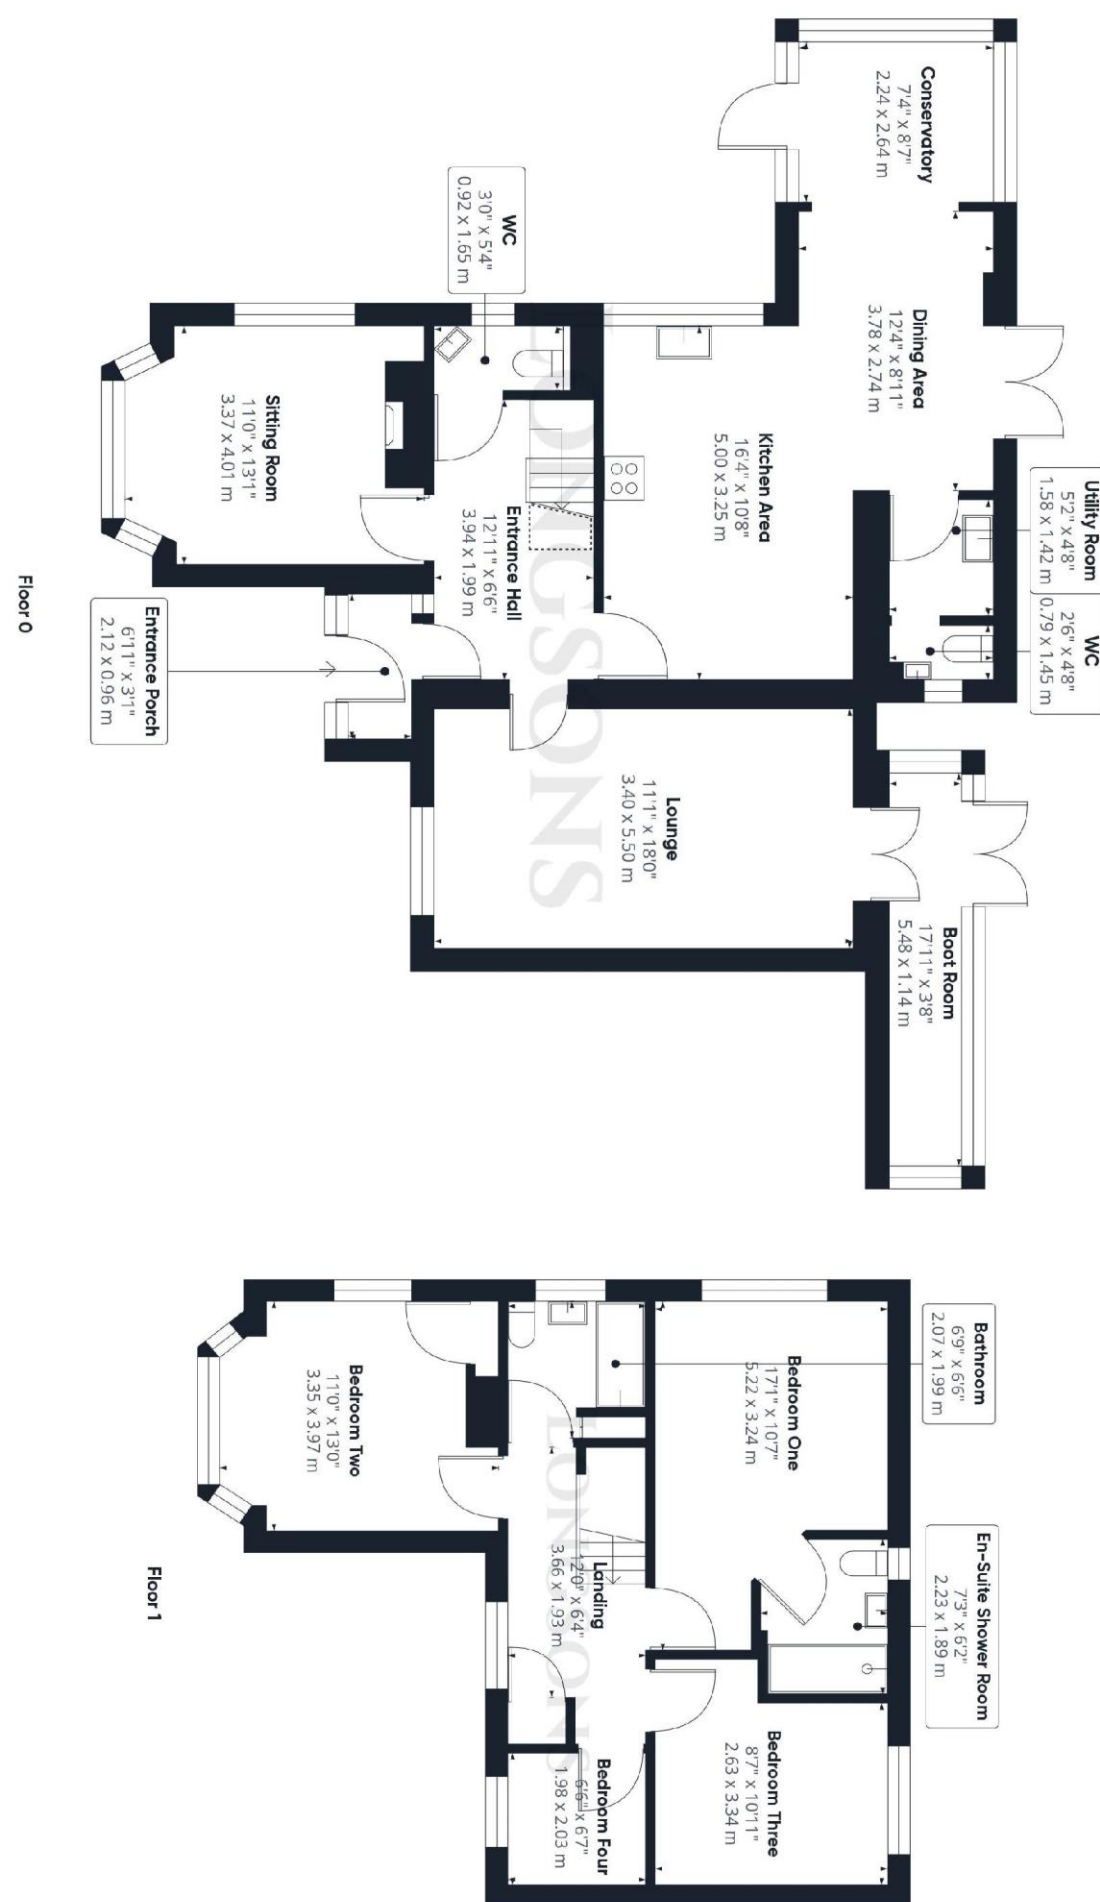 Conservatory
7'4" x 8'7"
2.24 x 2.64 m
Dining Area
12'4" x 8'11"
3.78 x 2.74 m
Utility Room
5'2" x 4'8"
1.58 x 1.42 m
WC
2'6" x 4'8"
0.79 x 1.45 m
WC
3'0" x 5'4"
0.92 x 1.65 m
Kitchen Area
16'4" x 10'8"
5.00 x 3.25 m
Boot Room
17'11" x 3'8"
5.48 x 1.14 m
Entrance Hall
12'11" x 6'6"
3.94 x 1.99 m
Lounge
11'1" x 18'0"
3.40 x 5.50 m
Sitting Room
11'0" x 13'1"
3.37 x 4.01 m
Entrance Porch
6'11" x 3'1"
2.12 x 0.96 m
LONGSONS
Floor 0
Bathroom
6'9" x 6'6"
2.07 x 1.99 m
En-Suite Shower Room
7'3" x 6'2"
2.23 x 1.89 m
Bedroom One
17'1" x 10'7"
5.22 x 3.24 m
Bedroom Three
8'7" x 10'11"
2.63 x 3.34 m
Landing
12'0" x 6'4"
3.66 x 1.93 m
Bedroom Four
6'6" x 6'7"
1.98 x 2.03 m
Bedroom Two
11'0" x 13'0"
3.35 x 3.97 m
LONGSONS
Floor 1